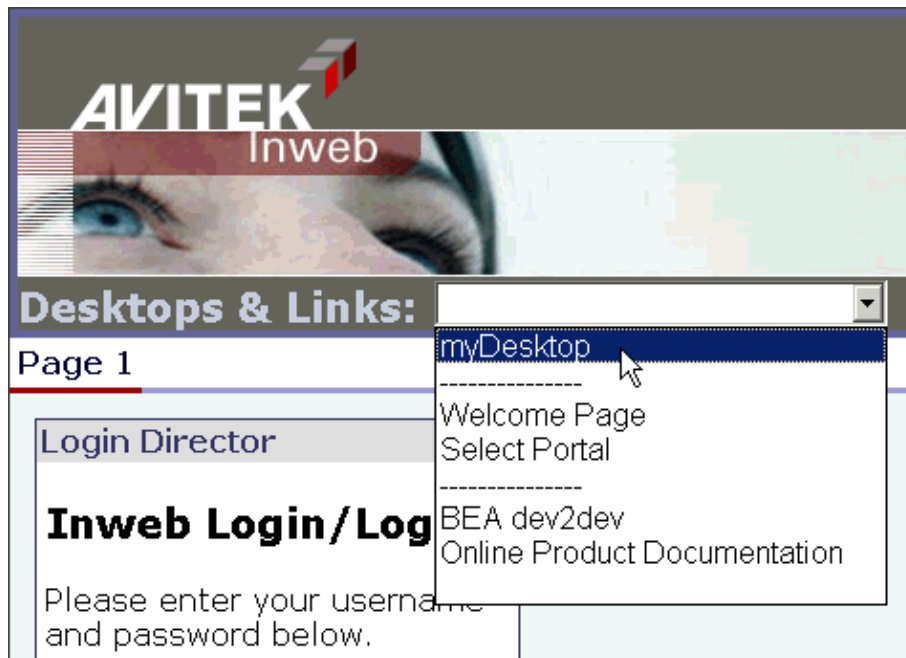 AVITEK
Inweb
Desktops & Links:
myDesktop
---------------
Welcome Page
Select Portal
---------------
BEA dev2dev
Online Product Documentation
Page 1
Login Director
Inweb Login/Log
Please enter your username
and password below.